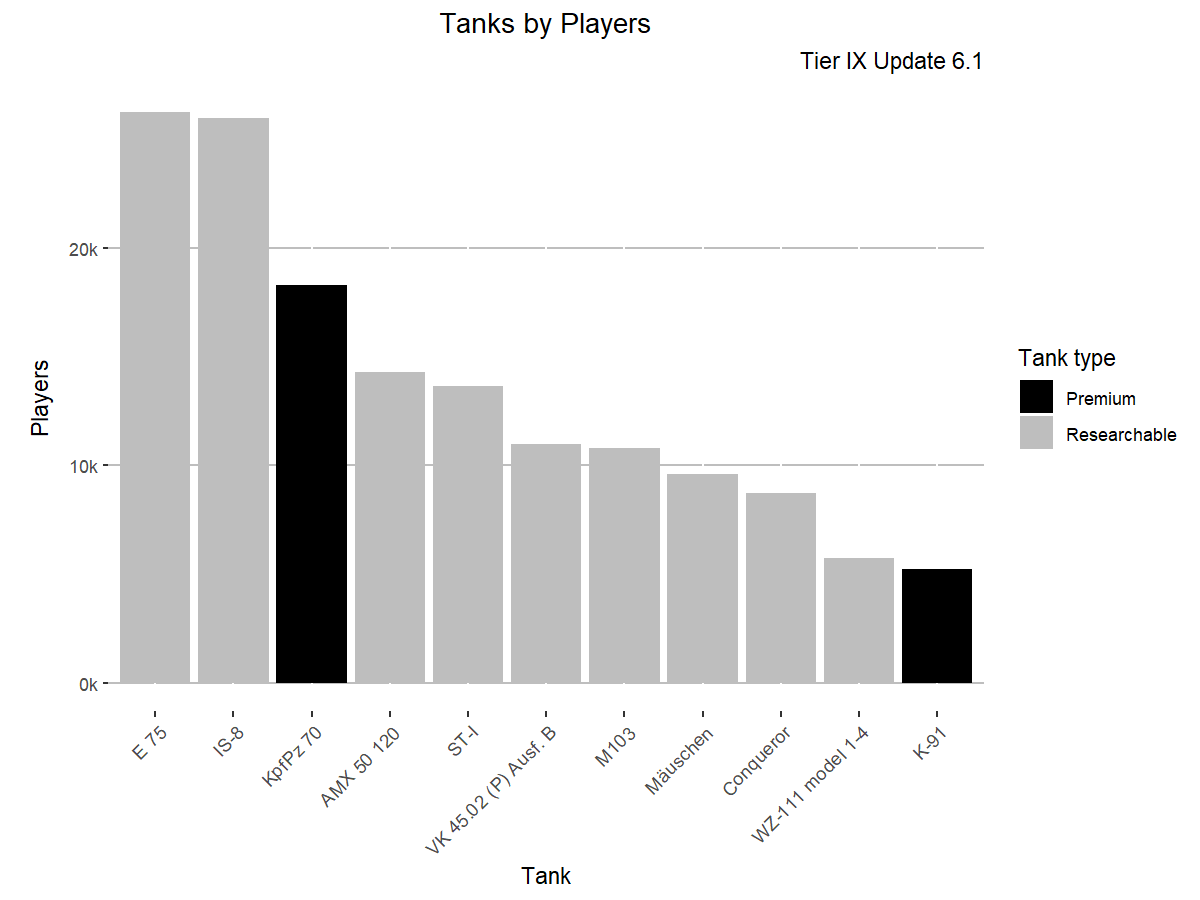 Tanks by Players
Tier IX Update 6.1
Players
20k
10k
0k
E 75
IS-8
KpfPz 70
AMX 50 120
ST-I
VK 45.02 (P) Ausf. B
M103
Mäuschen
Conqueror
WZ-111 model 1-4
K-91
Tank
Tank type
Premium
Researchable